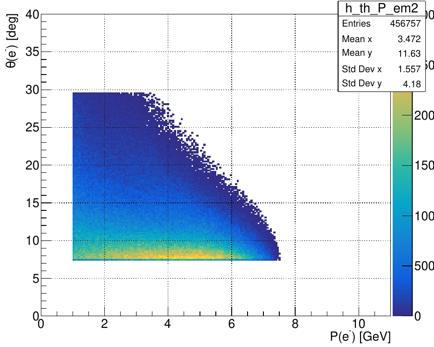 h_th_P_em2
Entries 456757
Mean x 3.472
Mean y 11.63
Std Dev x 1.557
Std Dev y 4.18
θ(e⁻) [deg]
40
35
30
25
20
15
10
5
0
0 2 4 6 8 10
P(e⁻) [GeV]
200
150
100
500
0